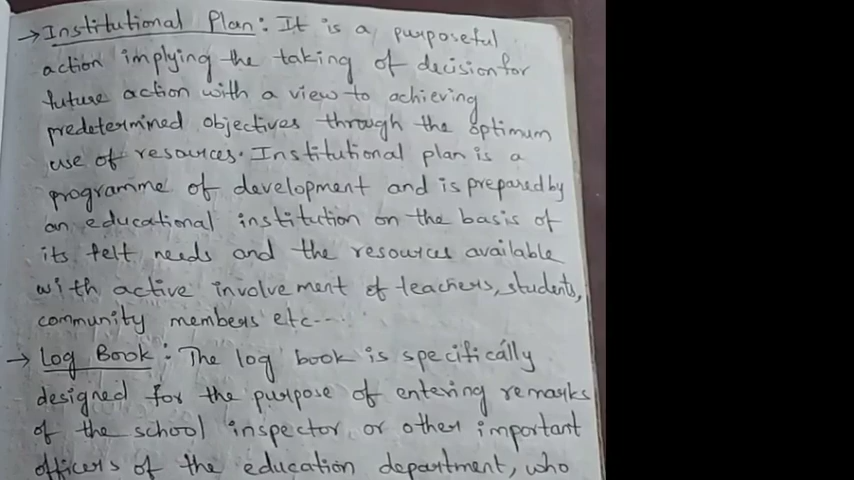 → Institutional Plan: It is a purposeful
action implying the taking of decision for
future action with a view to achieving
predetermined objectives through the optimum
use of resources. Institutional plan is a
programme of development and is prepared by
an educational institution on the basis of
its felt needs and the resources available
with active involvement of teachers, students,
community members etc....
→ Log Book: The log book is specifically
designed for the purpose of entering remarks
of the school inspector or other important
officers of the education department, who